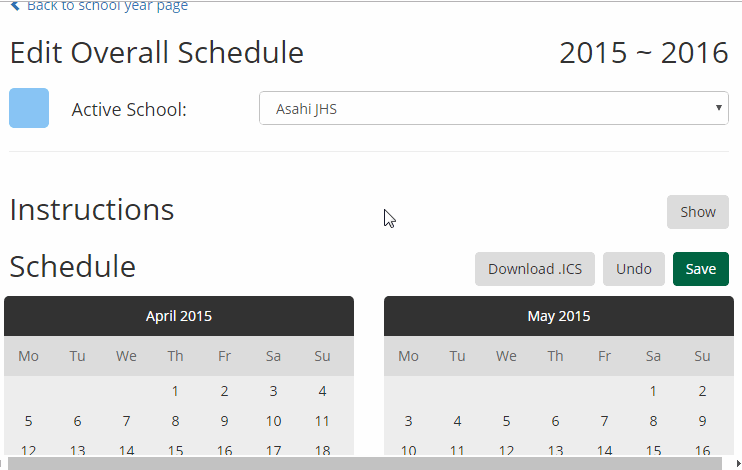 Back to school year page
Edit Overall Schedule 2015 ~ 2016
Active School: Asahi JHS
Instructions Show
Schedule Download .ICS Undo Save
April 2015 May 2015
Mo Tu We Th Fr Sa Su Mo Tu We Th Fr Sa Su
1 2 3 4 1 2
5 6 7 8 9 10 11 3 4 5 6 7 8 9
12 13 14 15 16 17 18 10 11 12 13 14 15 16